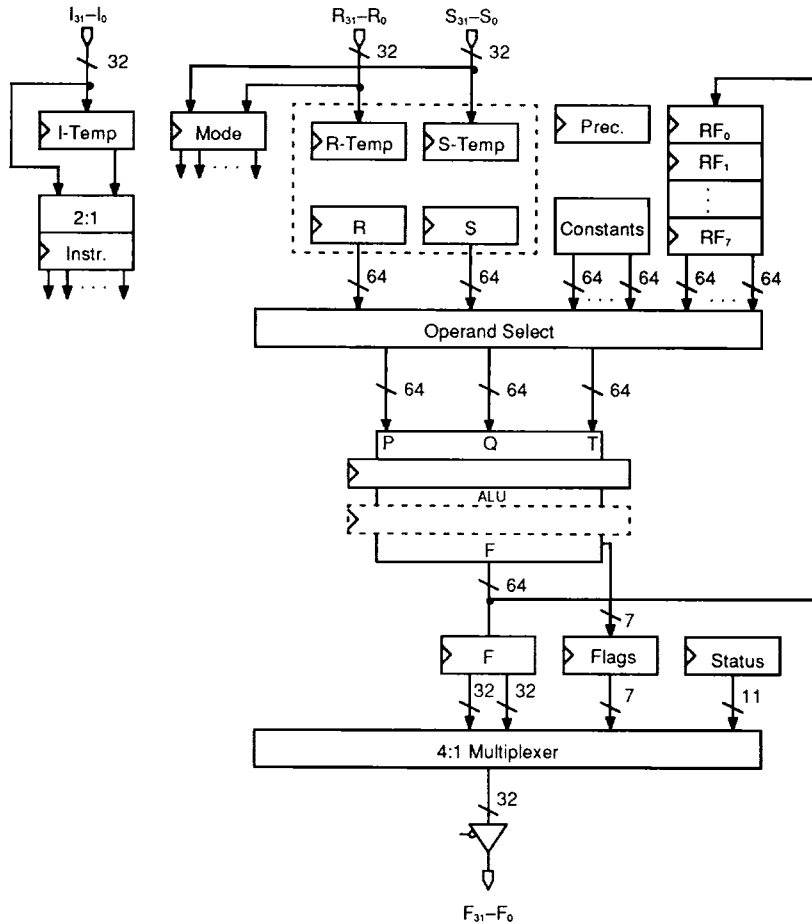 I₃₁–I₀ R₃₁–R₀ S₃₁–S₀
32 32 32
I-Temp Mode R-Temp S-Temp Prec. RF₀
RF₁
2:1 R S Constants
Instr. RF₇
64 64 64 64 64 64
Operand Select
64 64 64
P Q T
ALU
F
64
7
F Flags Status
32 32 7 11
4:1 Multiplexer
32
F₃₁–F₀